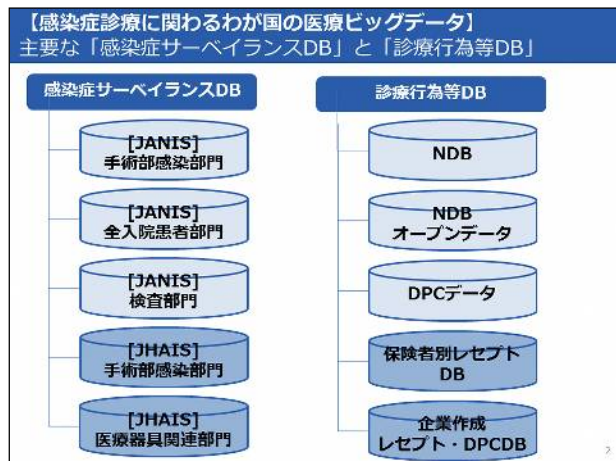 【感染症診療に関わるわが国の医療ビッグデータ】
主要な「感染症サーベイランスDB」と「診療行為等DB」
感染症サーベイランスDB
[JANIS]
手術部感染部門
[JANIS]
全入院患者部門
[JANIS]
検査部門
[JHAIS]
手術部感染部門
[JHAIS]
医療器具関連部門
診療行為等DB
NDB
NDB
オープンデータ
DPCデータ
保険者別レセプト
DB
企業作成
レセプト・DPCDB
2